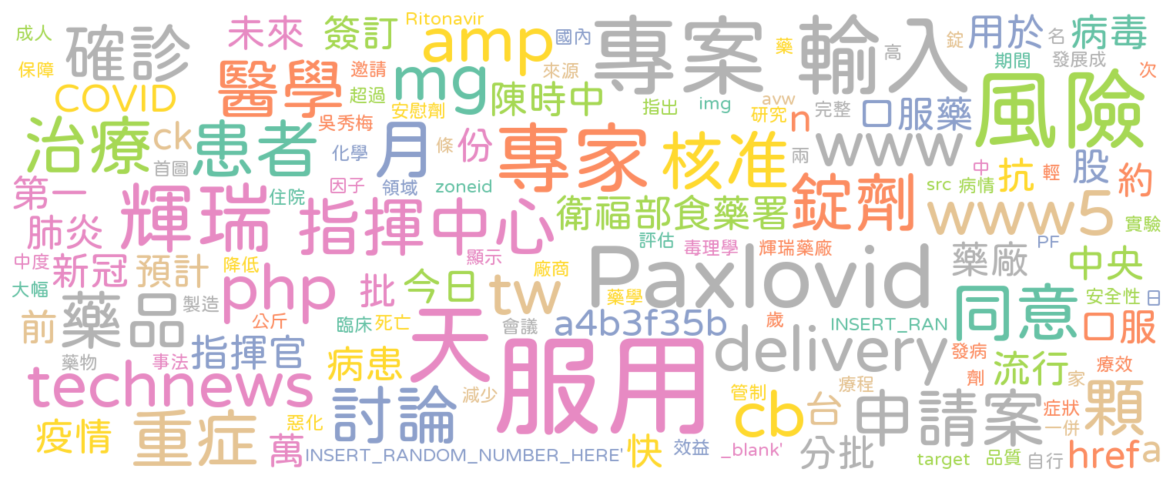 成人
確診
未來
簽訂
Ritonavir
amp
國內
專案
輸入
藥
高
用於
錠
名
病毒
保障
COVID
醫學
邀請
超過
mg
來源
安慰劑
陳時中
指出
img
avw
研究
完整
n
口服藥
期間
發展成
次
風險
治療
ck
首圖
患者
吳秀梅
化學
月
條
份
專家
核准
兩
www
中
src
病情
抗
輕
股
約
第一
住院
輝瑞
因子
領域
指揮中心
zoneid
衛福部食藥署
錠劑
www5
實驗
肺炎
中度
新冠
大幅
預計
降低
顯示
評估
毒理學
輝瑞藥廠
PF
藥廠
中央
安全性
日
php
批
今日
廠商
tw
藥學
Paxlovid
同意
口服
前
藥品
製造
公斤
臨床
死亡
會議
a4b3f35b
歲
INSERT_RAN
delivery
發病
療效
藥物
事法
指揮官
病患
天
服用
減少
劑
流行
家
technews
討論
管制
療程
cb
台
申請案
症狀
一併
顆
疫情
重症
惡化
萬
INSERT_RANDOM_NUMBER_HERE'
快
效益
_blank'
分批
target
品質
自行
href
a